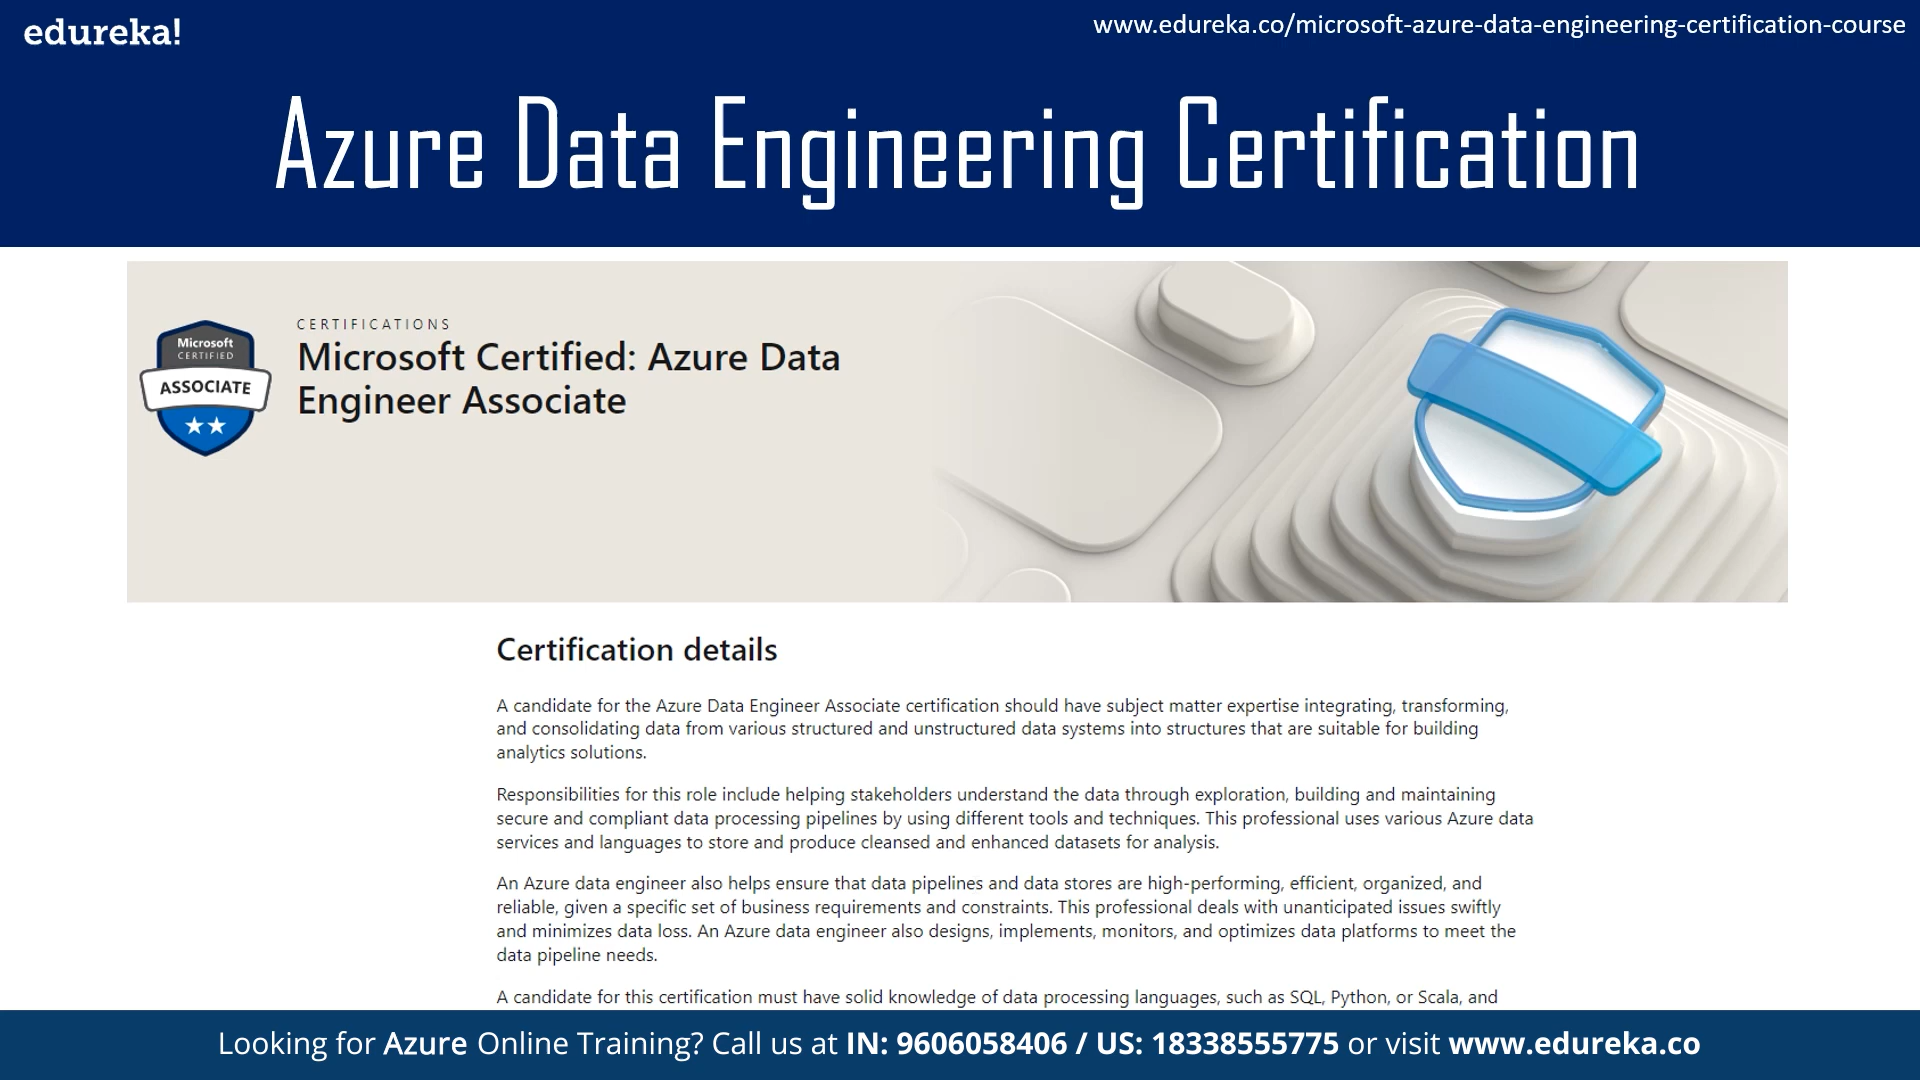 edureka!
www.edureka.co/microsoft-azure-data-engineering-certification-course
Azure Data Engineering Certification
Microsoft
CERTIFIED
ASSOCIATE
CERTIFICATIONS
Microsoft Certified: Azure Data
Engineer Associate
Certification details
A candidate for the Azure Data Engineer Associate certification should have subject matter expertise integrating, transforming,
and consolidating data from various structured and unstructured data systems into structures that are suitable for building
analytics solutions.
Responsibilities for this role include helping stakeholders understand the data through exploration, building and maintaining
secure and compliant data processing pipelines by using different tools and techniques. This professional uses various Azure data
services and languages to store and produce cleansed and enhanced datasets for analysis.
An Azure data engineer also helps ensure that data pipelines and data stores are high-performing, efficient, organized, and
reliable, given a specific set of business requirements and constraints. This professional deals with unanticipated issues swiftly
and minimizes data loss. An Azure data engineer also designs, implements, monitors, and optimizes data platforms to meet the
data pipeline needs.
A candidate for this certification must have solid knowledge of data processing languages, such as SQL, Python, or Scala, and
Looking for Azure Online Training? Call us at IN: 9606058406 / US: 18338555775 or visit www.edureka.co